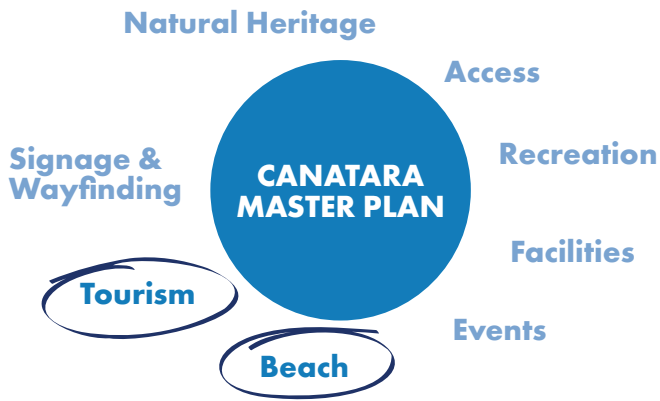 Natural Heritage
Access
Signage &
Wayfinding
CANATARA
MASTER PLAN
Recreation
Facilities
Tourism
Events
Beach